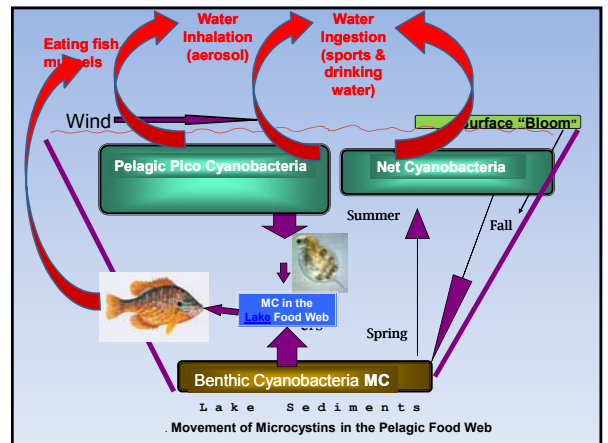 Water
Inhalation
(aerosol)
Water
Ingestion
(sports &
drinking
water)
Eating fish
Wind
Surface "Bloom"
Pelagic Pico Cyanobacteria
Net Cyanobacteria
Summer
Fall
MC in the
Lake Food Web
Spring
Benthic Cyanobacteria MC
Lake Sediments
. Movement of Microcystins in the Pelagic Food Web